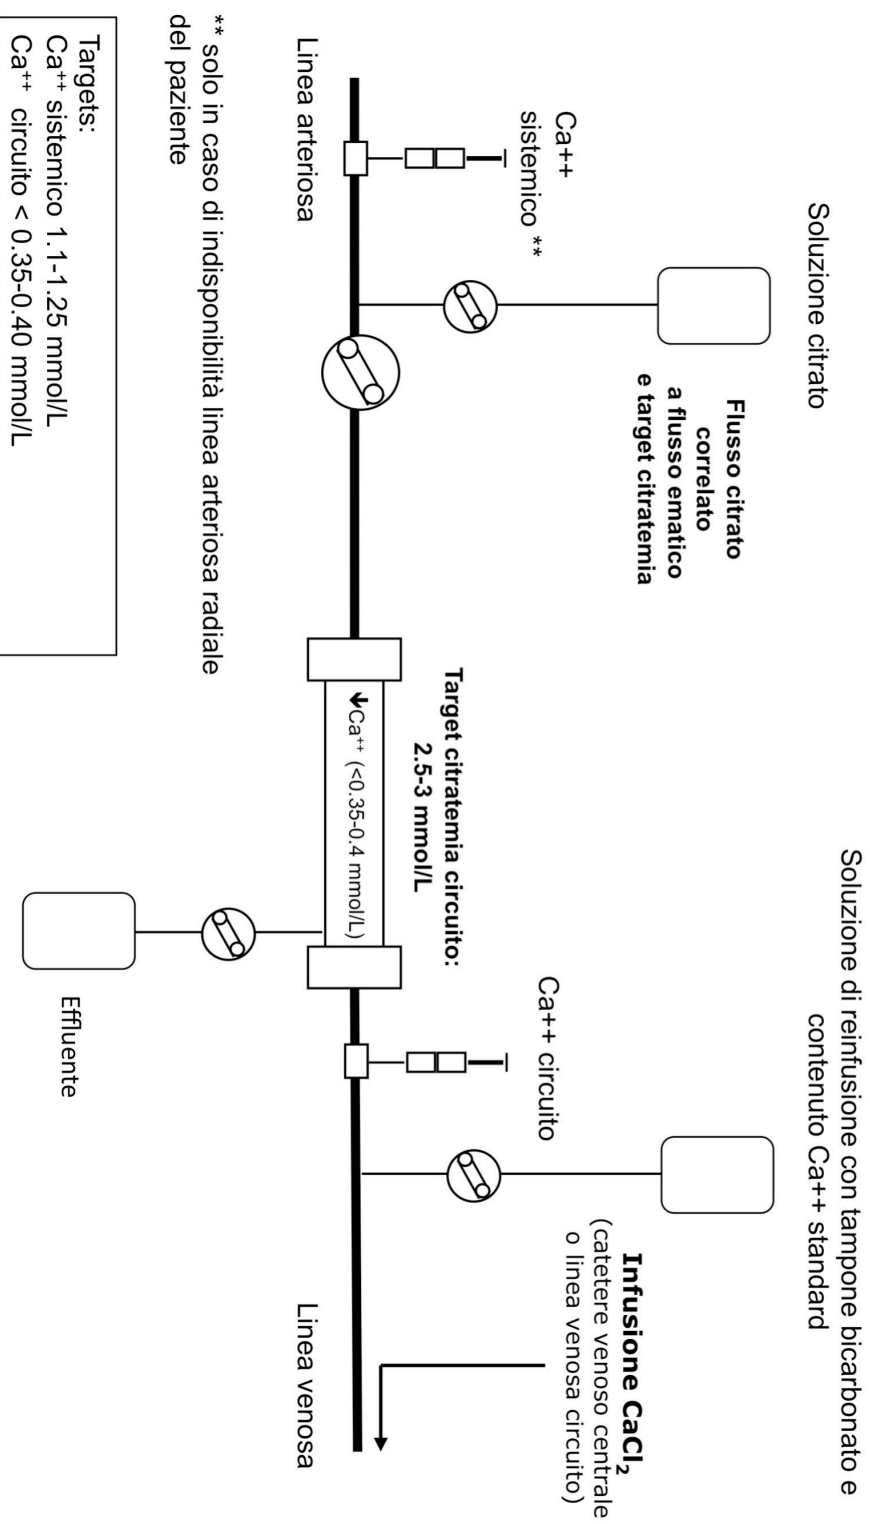 Soluzione citrato
Soluzione di reinfusione con tampone bicarbonato e
contenuto Ca++ standard
Flusso citrato
correlato
a flusso ematico
e target citratemia
Ca++
sistemico **
Target citratemia circuito:
2.5-3 mmol/L
Ca++ circuito
Infusione CaCl₂
(catetere venoso centrale
o linea venosa circuito)
🡻Ca⁺⁺ (<0.35-0.4 mmol/L)
Linea arteriosa
Linea venosa
** solo in caso di indisponibilità linea arteriosa radiale
del paziente
Effluente
Targets:
Ca⁺⁺ sistemico 1.1-1.25 mmol/L
Ca⁺⁺ circuito < 0.35-0.40 mmol/L